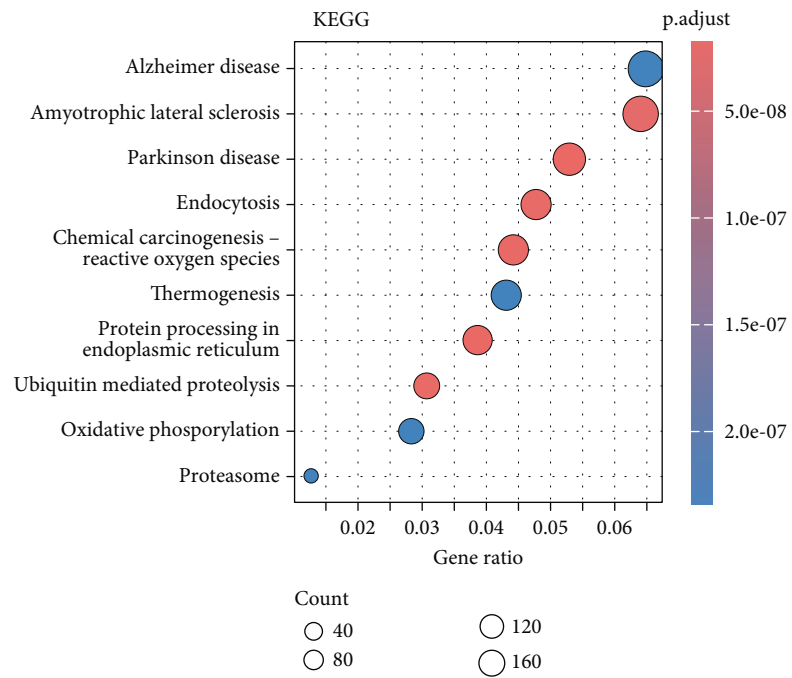 KEGG
p.adjust
Alzheimer disease
Amyotrophic lateral sclerosis
Parkinson disease
Endocytosis
Chemical carcinogenesis –
reactive oxygen species
Thermogenesis
Protein processing in
endoplasmic reticulum
Ubiquitin mediated proteolysis
Oxidative phosporylation
Proteasome
5.0e-08
1.0e-07
1.5e-07
2.0e-07
0.02 0.03 0.04 0.05 0.06
Gene ratio
Count
40 120
80 160